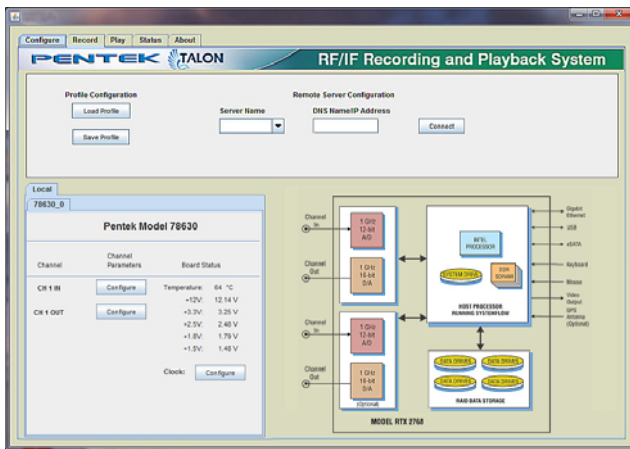 Configure Record Play Status About
PENTEK TALON RF/IF Recording and Playback System
Profile Configuration
Load Profile
Save Profile
Remote Server Configuration
Server Name DNS Name/IP Address
Connect
Local
78630_0
Pentek Model 78630
Channel Channel Parameters Board Status
CH 1 IN Configure Temperature: 64 °C
+12V: 12.14 V
CH 1 OUT Configure +3.3V: 3.25 V
+2.5V: 2.48 V
+1.8V: 1.79 V
+1.5V: 1.48 V
Clock: Configure
Channel In
1 GHz
12-bit
A/D
Channel Out
1 GHz
16-bit
D/A
Channel In
1 GHz
12-bit
A/D
Channel Out
1 GHz
16-bit
D/A
(Optional)
INTEL
PROCESSOR
SYSTEM DRIVE
DDR
SDRAM
HOST PROCESSOR
RUNNING SYSTEMFLOW
Gigabit
Ethernet
USB
eSATA
Keyboard
Mouse
Video
Output
GPS
Antenna
(Optional)
DATA DRIVES DATA DRIVES
DATA DRIVES DATA DRIVES
RAID DATA STORAGE
MODEL RTX 2768